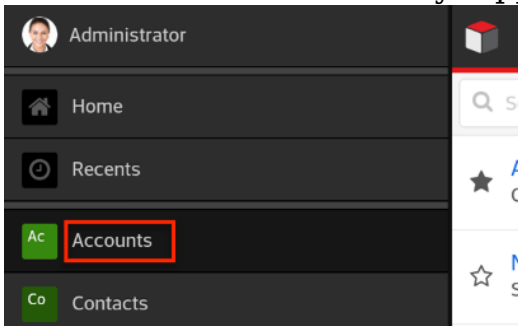 Administrator
Home
Recents
Ac Accounts
Co Contacts